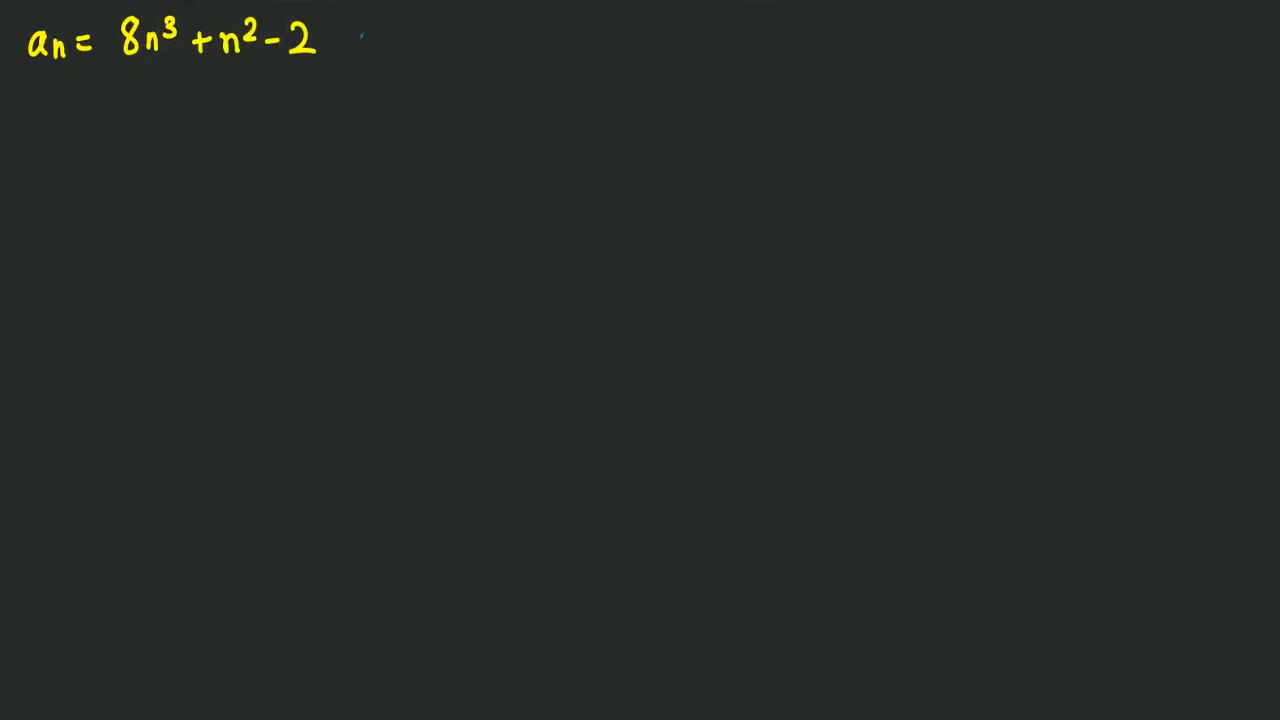 aₙ = 8n³ + n² - 2